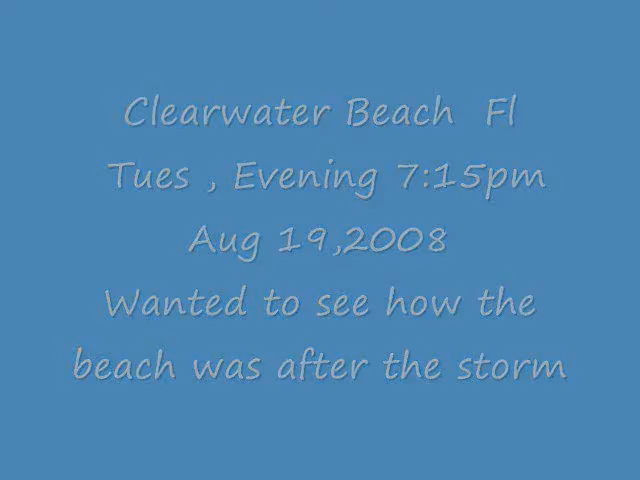 Clearwater Beach  Fl
Tues , Evening 7:15pm
Aug 19,2008
Wanted to see how the
beach was after the storm